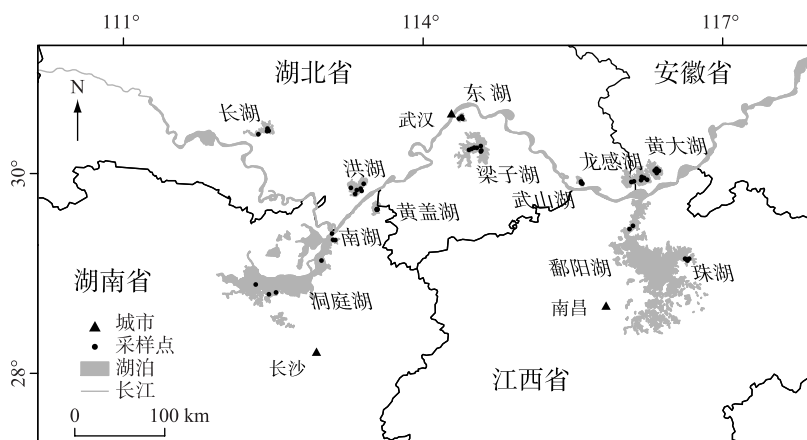 111°
114°
117°
湖北省
安徽省
N
长湖
东 湖
武汉
黄大湖
龙感湖
30°
洪湖
梁子湖
武山湖
黄盖湖
南湖
鄱阳湖
珠湖
湖南省
洞庭湖
南昌
城市
采样点
湖泊
长江
长沙
28°
江西省
0
100 km